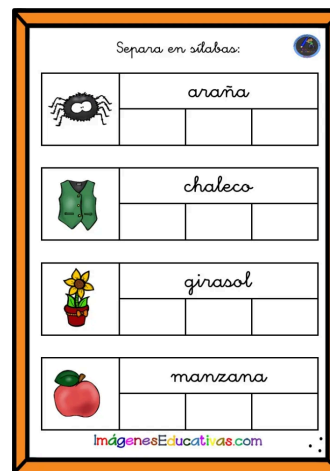 Separa en sílabas:
araña
chaleco
girasol
manzana
ImágenesEducativas.com